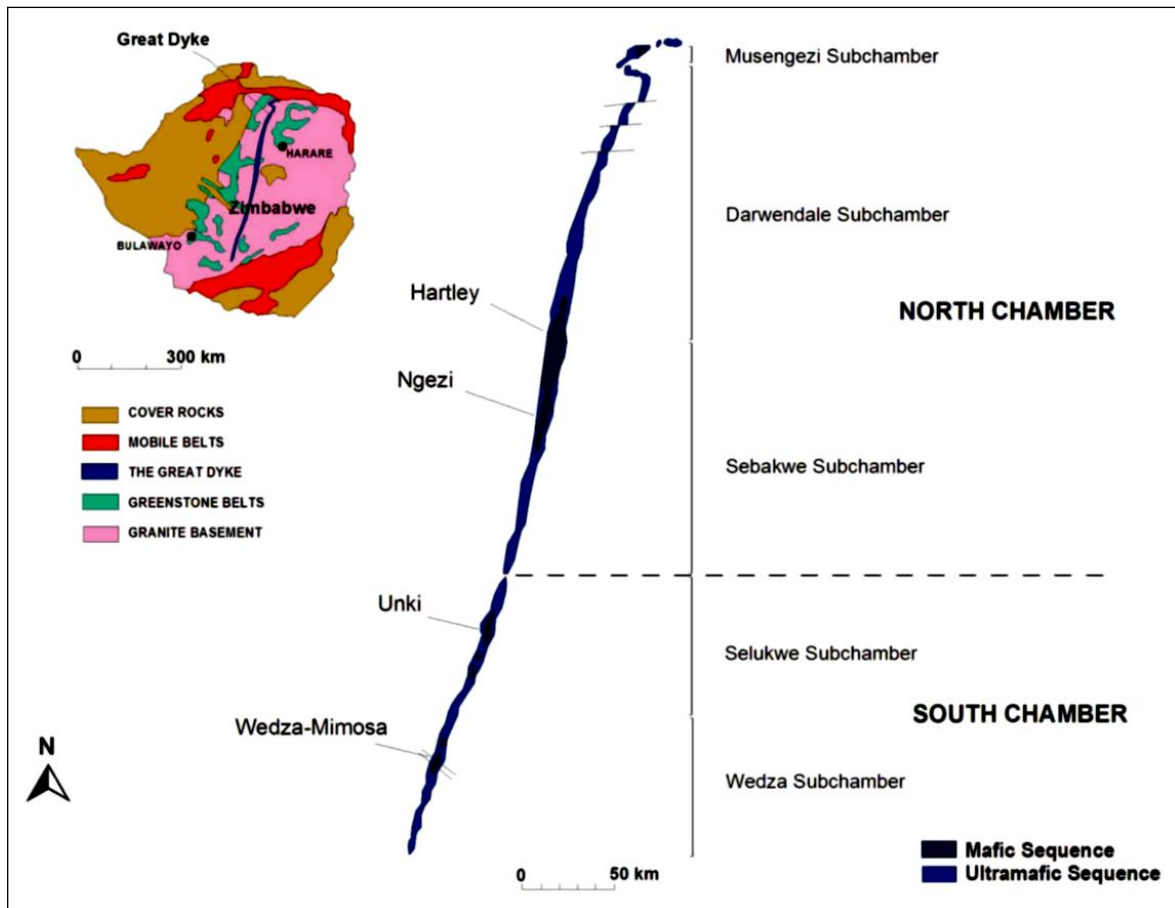 Great Dyke
HARARE
Zimbabwe
BULAWAYO
0 300 km
COVER ROCKS
MOBILE BELTS
THE GREAT DYKE
GREENSTONE BELTS
GRANITE BASEMENT
N
Hartley
Ngezi
Unki
Wedza-Mimosa
Musengezi Subchamber
Darwendale Subchamber
NORTH CHAMBER
Sebakwe Subchamber
Selukwe Subchamber
SOUTH CHAMBER
Wedza Subchamber
Mafic Sequence
Ultramafic Sequence
0 50 km